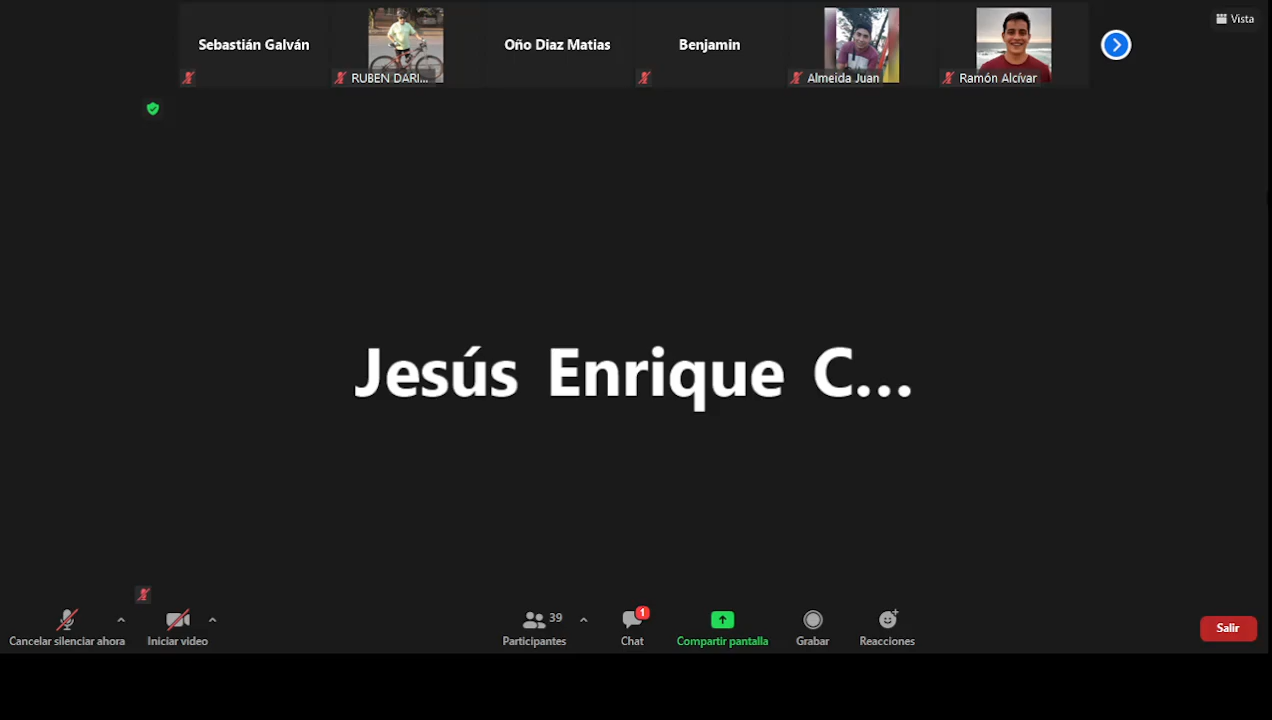 Sebastián Galván
RUBEN DARI...
Oño Diaz Matias
Benjamin
Almeida Juan
Ramón Alcívar
Vista
Jesús Enrique C...
Cancelar silenciar ahora
Iniciar video
39
Participantes
1
Chat
Compartir pantalla
Grabar
Reacciones
Salir